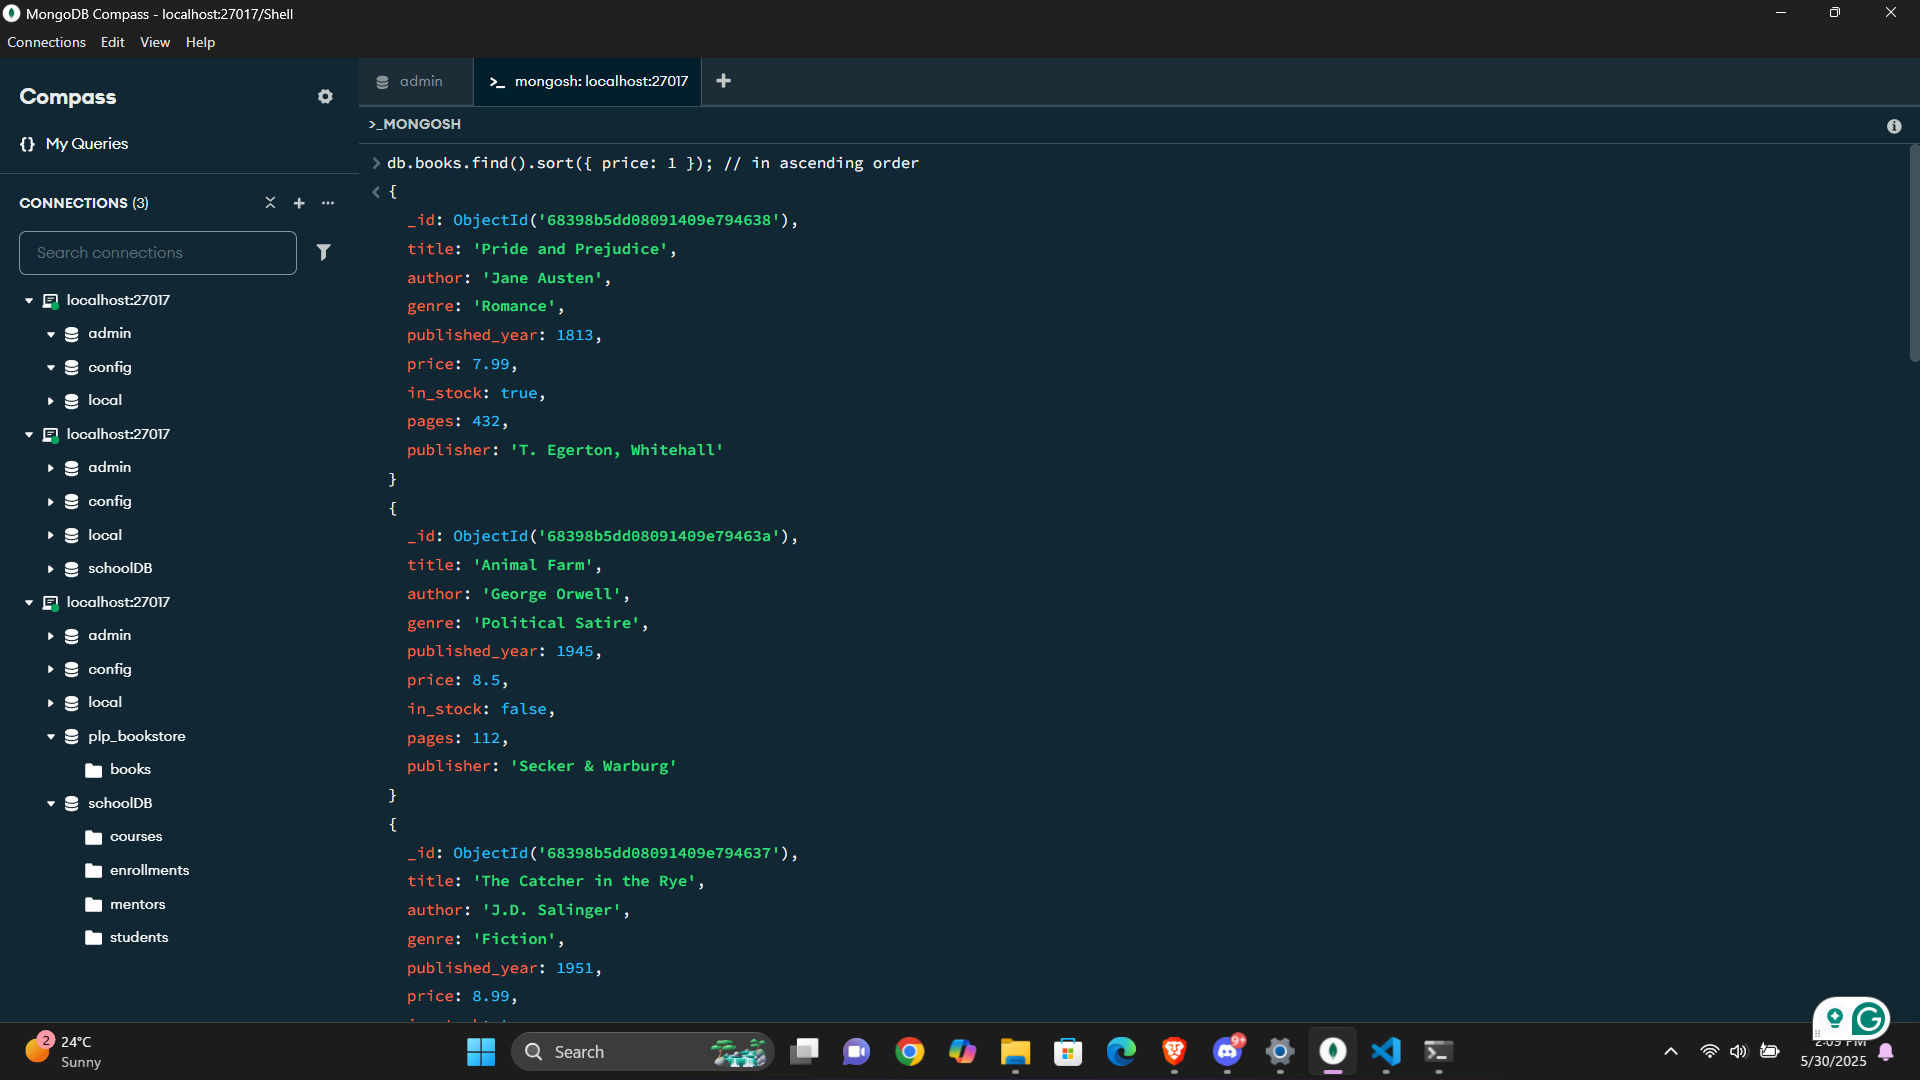 MongoDB Compass - localhost:27017/Shell
Connections Edit View Help
Compass
{} My Queries
CONNECTIONS (3)
Search connections
localhost:27017
admin
config
local
localhost:27017
admin
config
local
schoolDB
localhost:27017
admin
config
local
plp_bookstore
books
schoolDB
courses
enrollments
mentors
students
admin
>_ mongosh: localhost:27017
>_MONGOSH
> db.books.find().sort({ price: 1 }); // in ascending order
< {
_id: ObjectId('68398b5dd08091409e794638'),
title: 'Pride and Prejudice',
author: 'Jane Austen',
genre: 'Romance',
published_year: 1813,
price: 7.99,
in_stock: true,
pages: 432,
publisher: 'T. Egerton, Whitehall'
}
{
_id: ObjectId('68398b5dd08091409e79463a'),
title: 'Animal Farm',
author: 'George Orwell',
genre: 'Political Satire',
published_year: 1945,
price: 8.5,
in_stock: false,
pages: 112,
publisher: 'Secker & Warburg'
}
{
_id: ObjectId('68398b5dd08091409e794637'),
title: 'The Catcher in the Rye',
author: 'J.D. Salinger',
genre: 'Fiction',
published_year: 1951,
price: 8.99,
2
24°C
Sunny
Search
9+
2:09 PM
5/30/2025